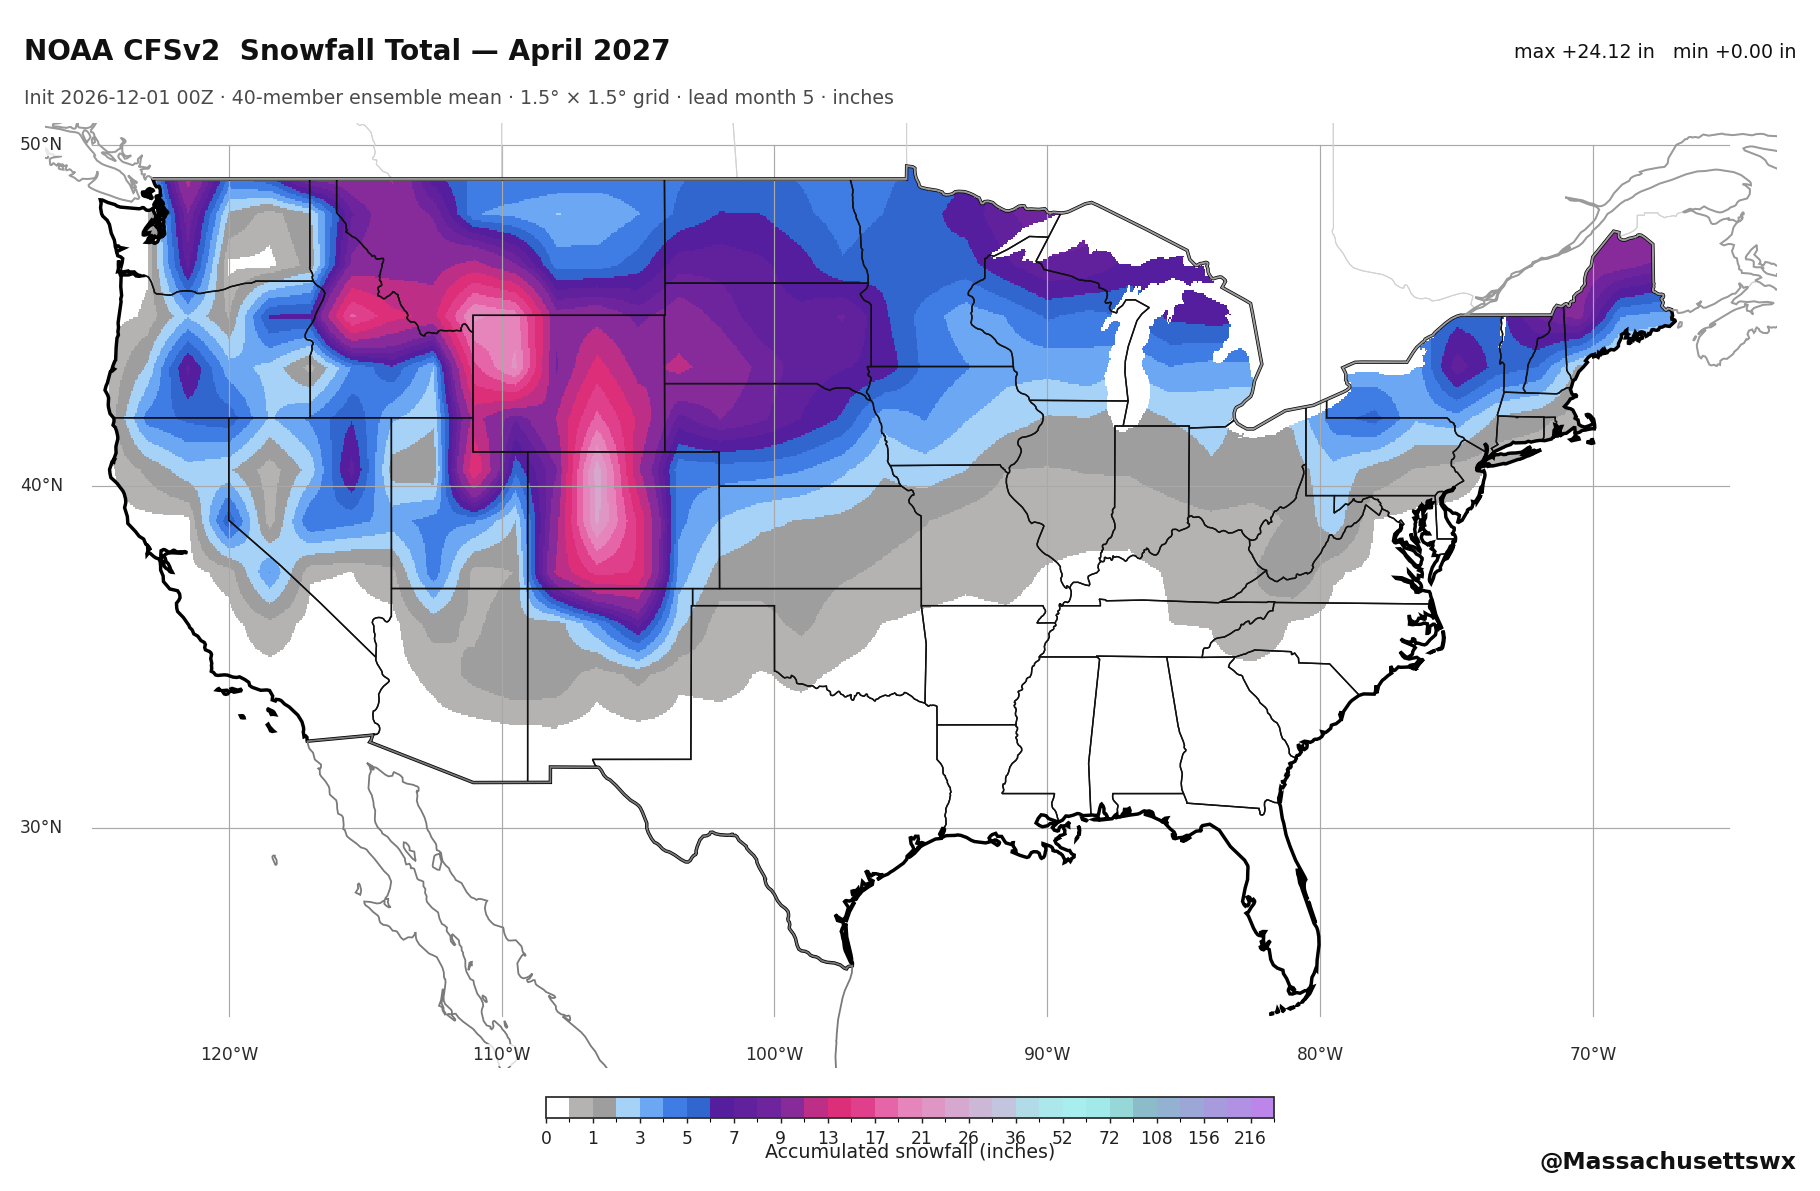 NOAA CFSv2  Snowfall Total — April 2027
max +24.12 in   min +0.00 in
Init 2026-12-01 00Z · 40-member ensemble mean · 1.5° × 1.5° grid · lead month 5 · inches
50°N
40°N
30°N
120°W 110°W 100°W 90°W 80°W 70°W
0 1 3 5 7 9 13 17 21 26 36 52 72 108 156 216
Accumulated snowfall (inches)
@Massachusettswx